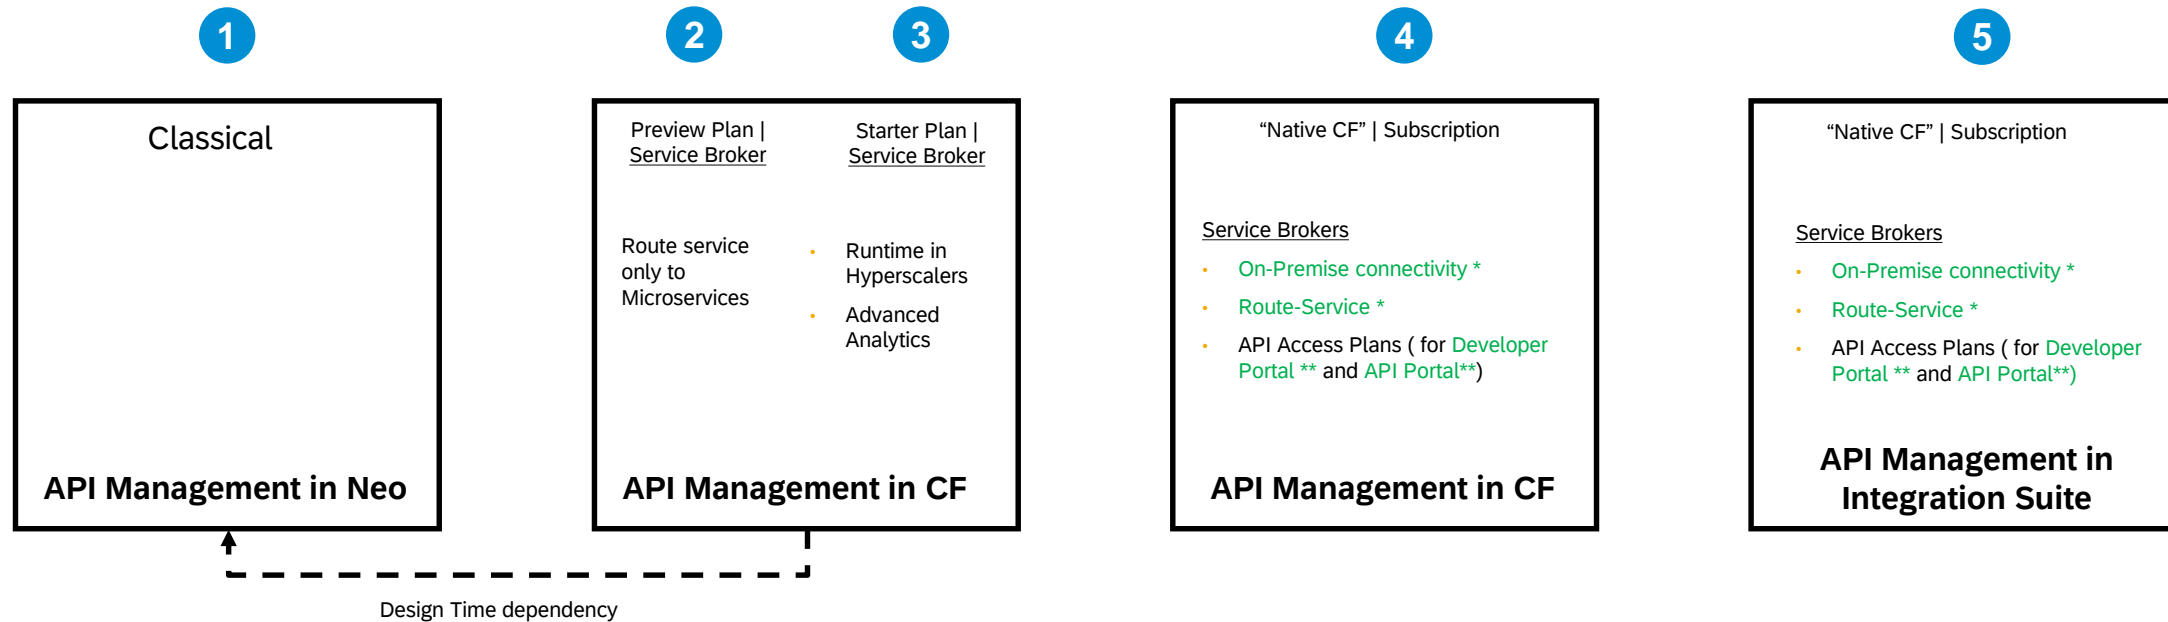 1
2
3
4
5
Classical
API Management in Neo
Preview Plan |
Service Broker
Route service
only to
Microservices
Starter Plan |
Service Broker
• Runtime in
Hyperscalers
• Advanced
Analytics
API Management in CF
“Native CF” | Subscription
Service Brokers
• On-Premise connectivity *
• Route-Service *
• API Access Plans ( for Developer
Portal ** and API Portal**)
API Management in CF
“Native CF” | Subscription
Service Brokers
• On-Premise connectivity *
• Route-Service *
• API Access Plans ( for Developer
Portal ** and API Portal**)
API Management in
Integration Suite
Design Time dependency